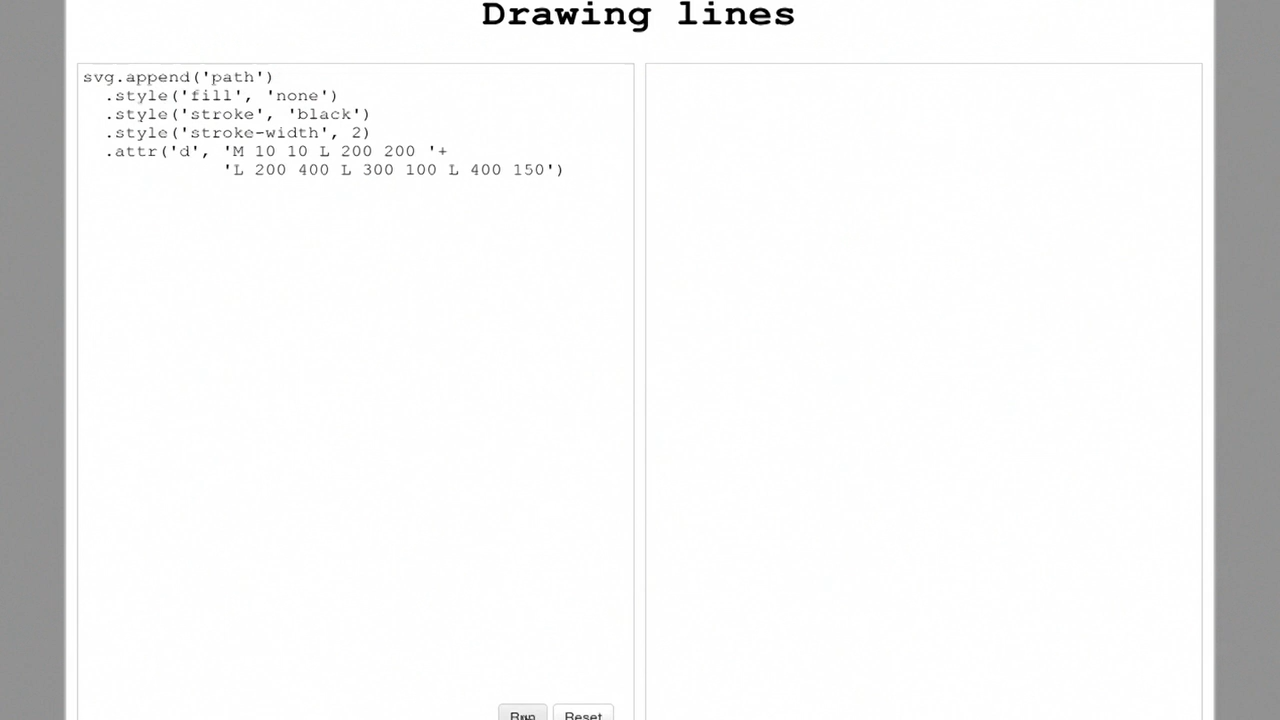 Drawing lines
svg.append('path')
.style('fill', 'none')
.style('stroke', 'black')
.style('stroke-width', 2)
.attr('d', 'M 10 10 L 200 200 '+
'L 200 400 L 300 100 L 400 150')
Run
Reset